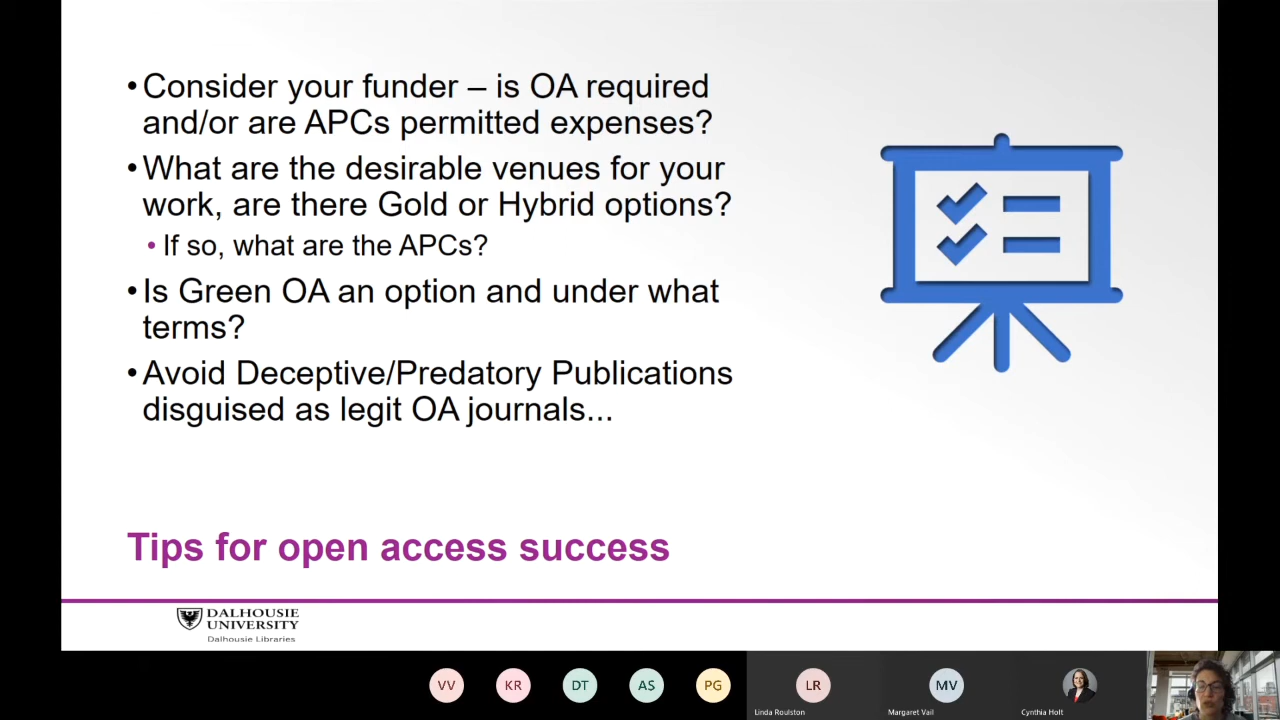 • Consider your funder – is OA required
and/or are APCs permitted expenses?
• What are the desirable venues for your
work, are there Gold or Hybrid options?
• If so, what are the APCs?
• Is Green OA an option and under what
terms?
• Avoid Deceptive/Predatory Publications
disguised as legit OA journals...
Tips for open access success
DALHOUSIE
UNIVERSITY
Dalhousie Libraries
VV KR DT AS PG LR MV
Linda Roulston Margaret Vail Cynthia Holt